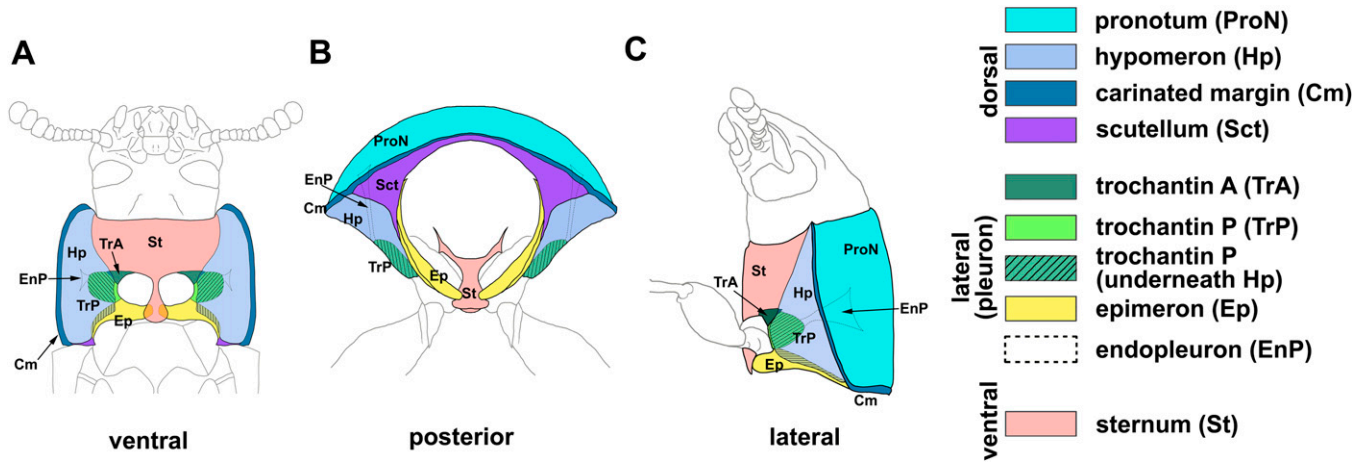 A
St
Hp
TrA
EnP
TrP
Ep
Cm
ventral
B
ProN
EnP
Sct
Cm
Hp
TrP
Ep
St
posterior
C
ProN
St
Hp
TrA
EnP
TrP
Ep
Cm
lateral
dorsal
pronotum (ProN)
hypomeron (Hp)
carinated margin (Cm)
scutellum (Sct)
lateral
(pleuron)
trochantin A (TrA)
trochantin P (TrP)
trochantin P
(underneath Hp)
epimeron (Ep)
endopleuron (EnP)
ventral
sternum (St)